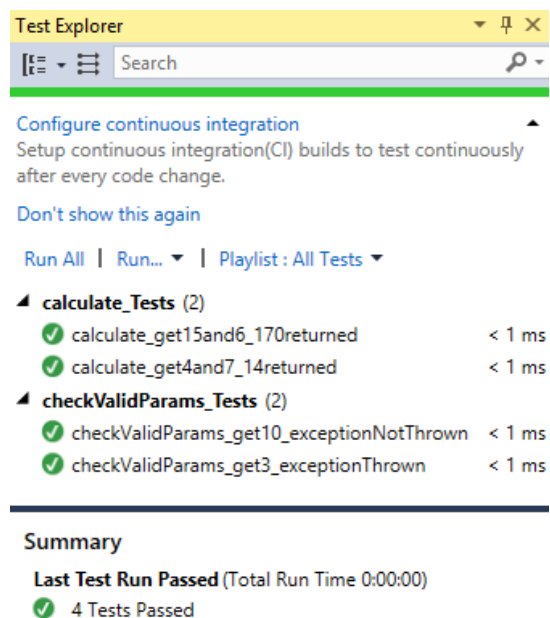 Test Explorer
Search
Configure continuous integration
Setup continuous integration(CI) builds to test continuously
after every code change.
Don't show this again
Run All | Run... | Playlist : All Tests
calculate_Tests (2)
calculate_get15and6_170returned < 1 ms
calculate_get4and7_14returned < 1 ms
checkValidParams_Tests (2)
checkValidParams_get10_exceptionNotThrown < 1 ms
checkValidParams_get3_exceptionThrown < 1 ms
Summary
Last Test Run Passed (Total Run Time 0:00:00)
4 Tests Passed